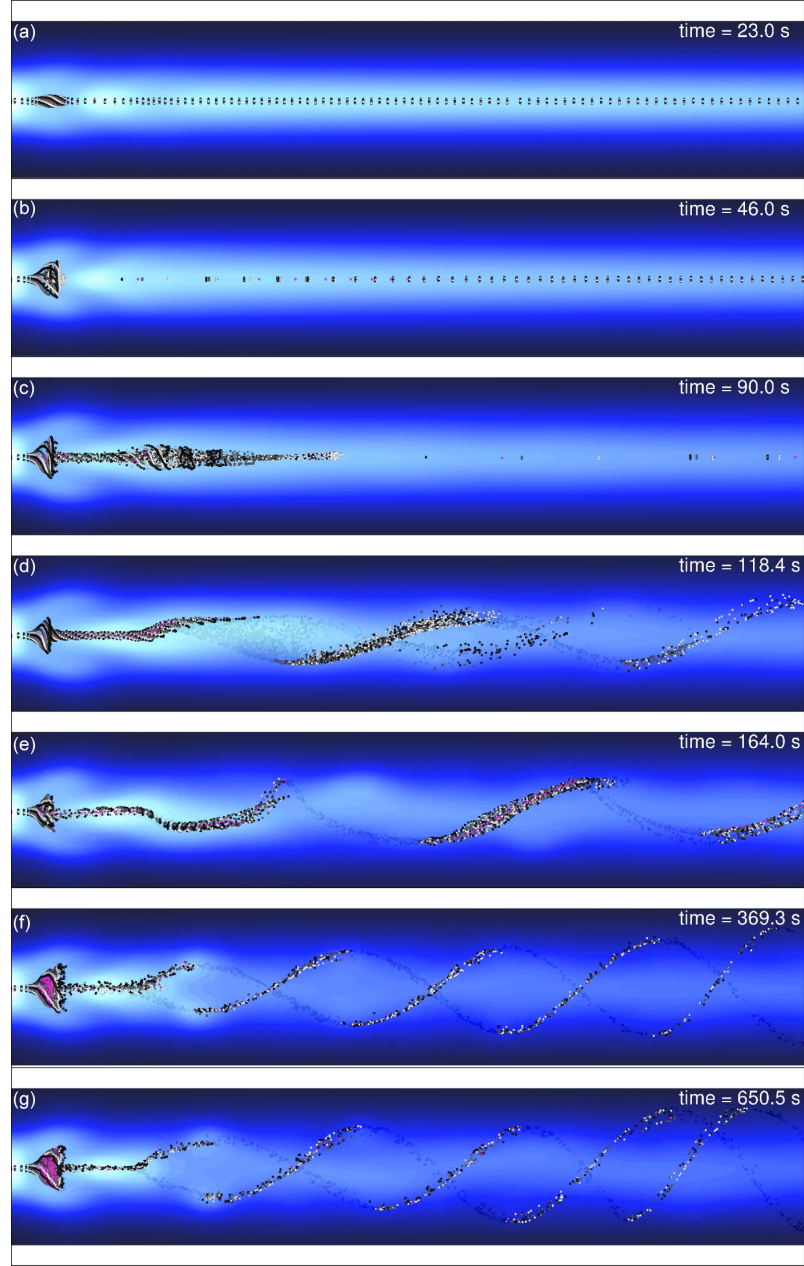 (a) time = 23.0 s
(b) time = 46.0 s
(c) time = 90.0 s
(d) time = 118.4 s
(e) time = 164.0 s
(f) time = 369.3 s
(g) time = 650.5 s